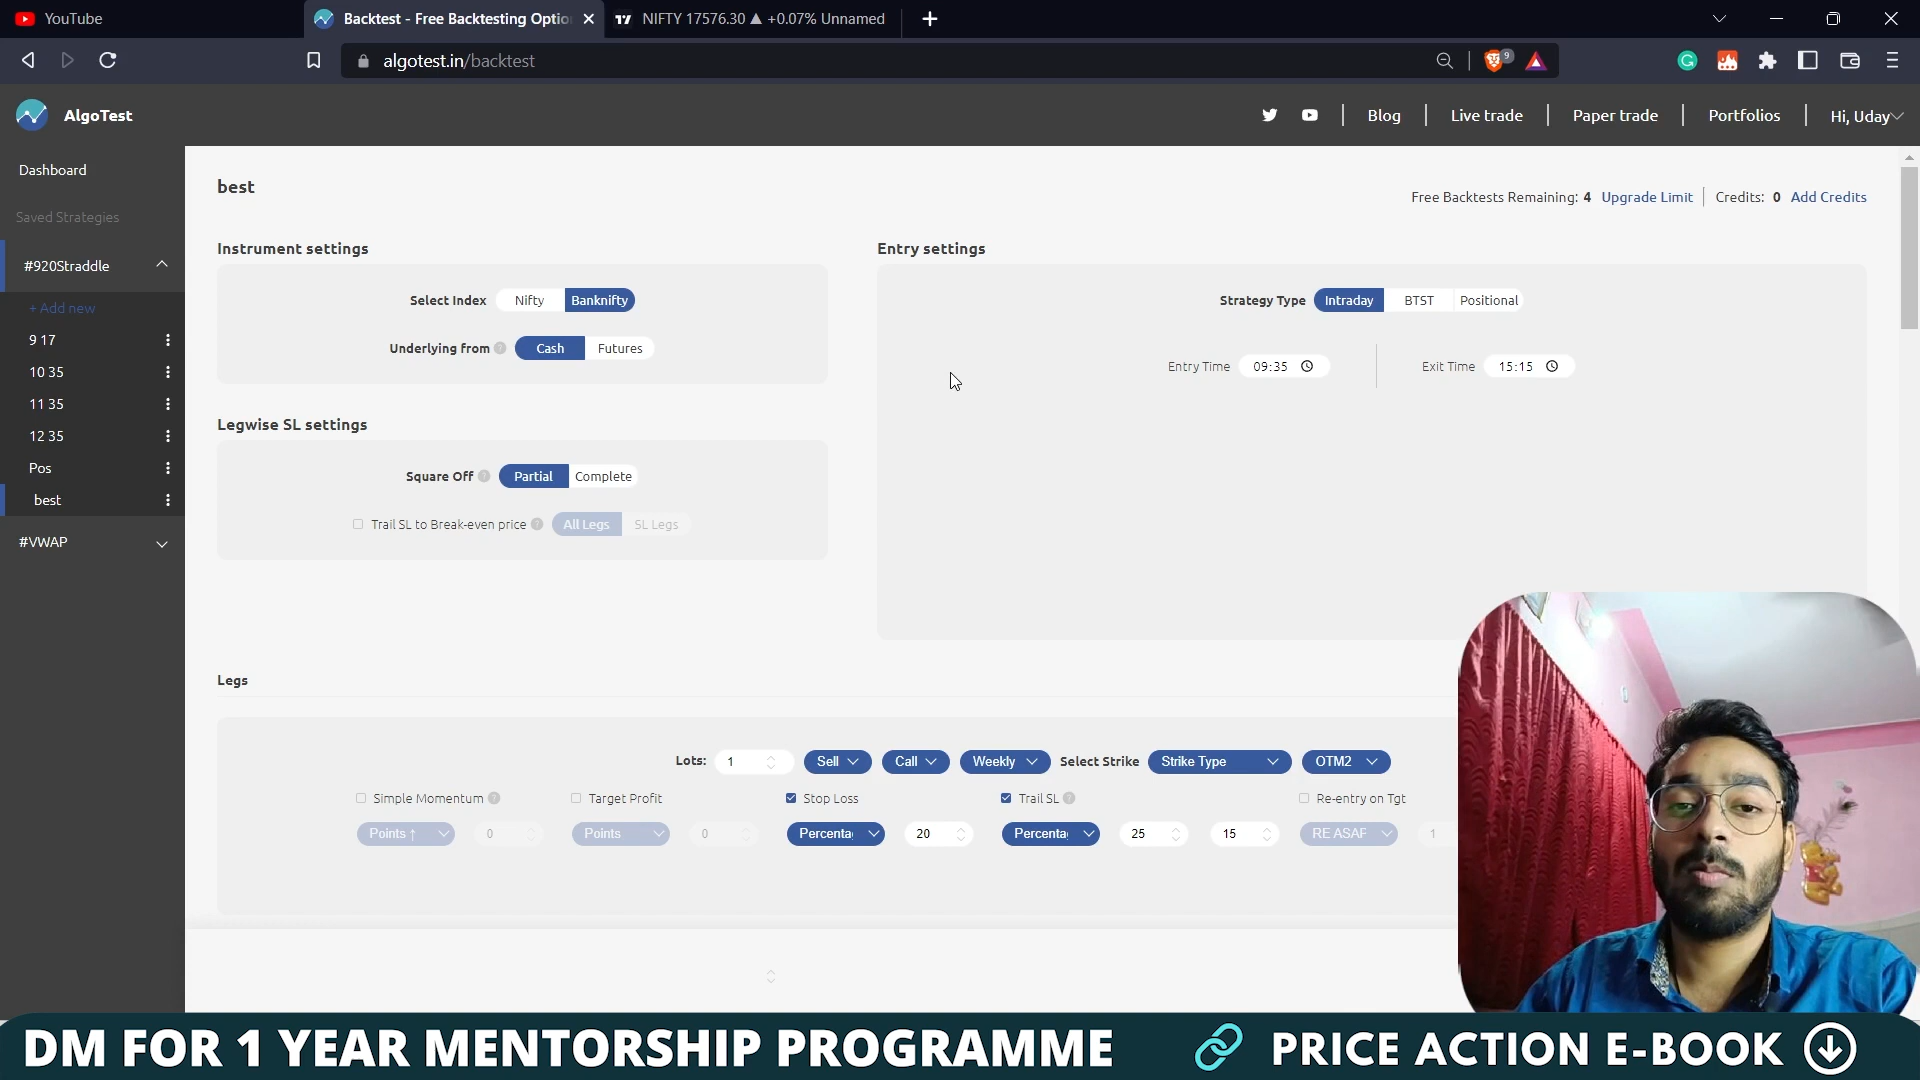 YouTube
Backtest - Free Backtesting Optio
NIFTY 17576.30 ▲ +0.07% Unnamed
algotest.in/backtest
9
AlgoTest
Blog
Live trade
Paper trade
Portfolios
Hi, Uday
Dashboard
Saved Strategies
#920Straddle
+ Add new
9 17
10 35
11 35
12 35
Pos
best
#VWAP
best
Free Backtests Remaining: 4 Upgrade Limit Credits: 0 Add Credits
Instrument settings
Select Index Nifty Banknifty
Underlying from Cash Futures
Legwise SL settings
Square Off Partial Complete
Trail SL to Break-even price All Legs SL Legs
Entry settings
Strategy Type Intraday BTST Positional
Entry Time 09:35 Exit Time 15:15
Legs
Lots: 1 Sell Call Weekly Select Strike Strike Type OTM2
Simple Momentum Target Profit Stop Loss Trail SL Re-entry on Tgt
Points ↑ 0 Points 0 Percenta 20 Percenta 25 15 RE ASAF 1
DM FOR 1 YEAR MENTORSHIP PROGRAMME
PRICE ACTION E-BOOK